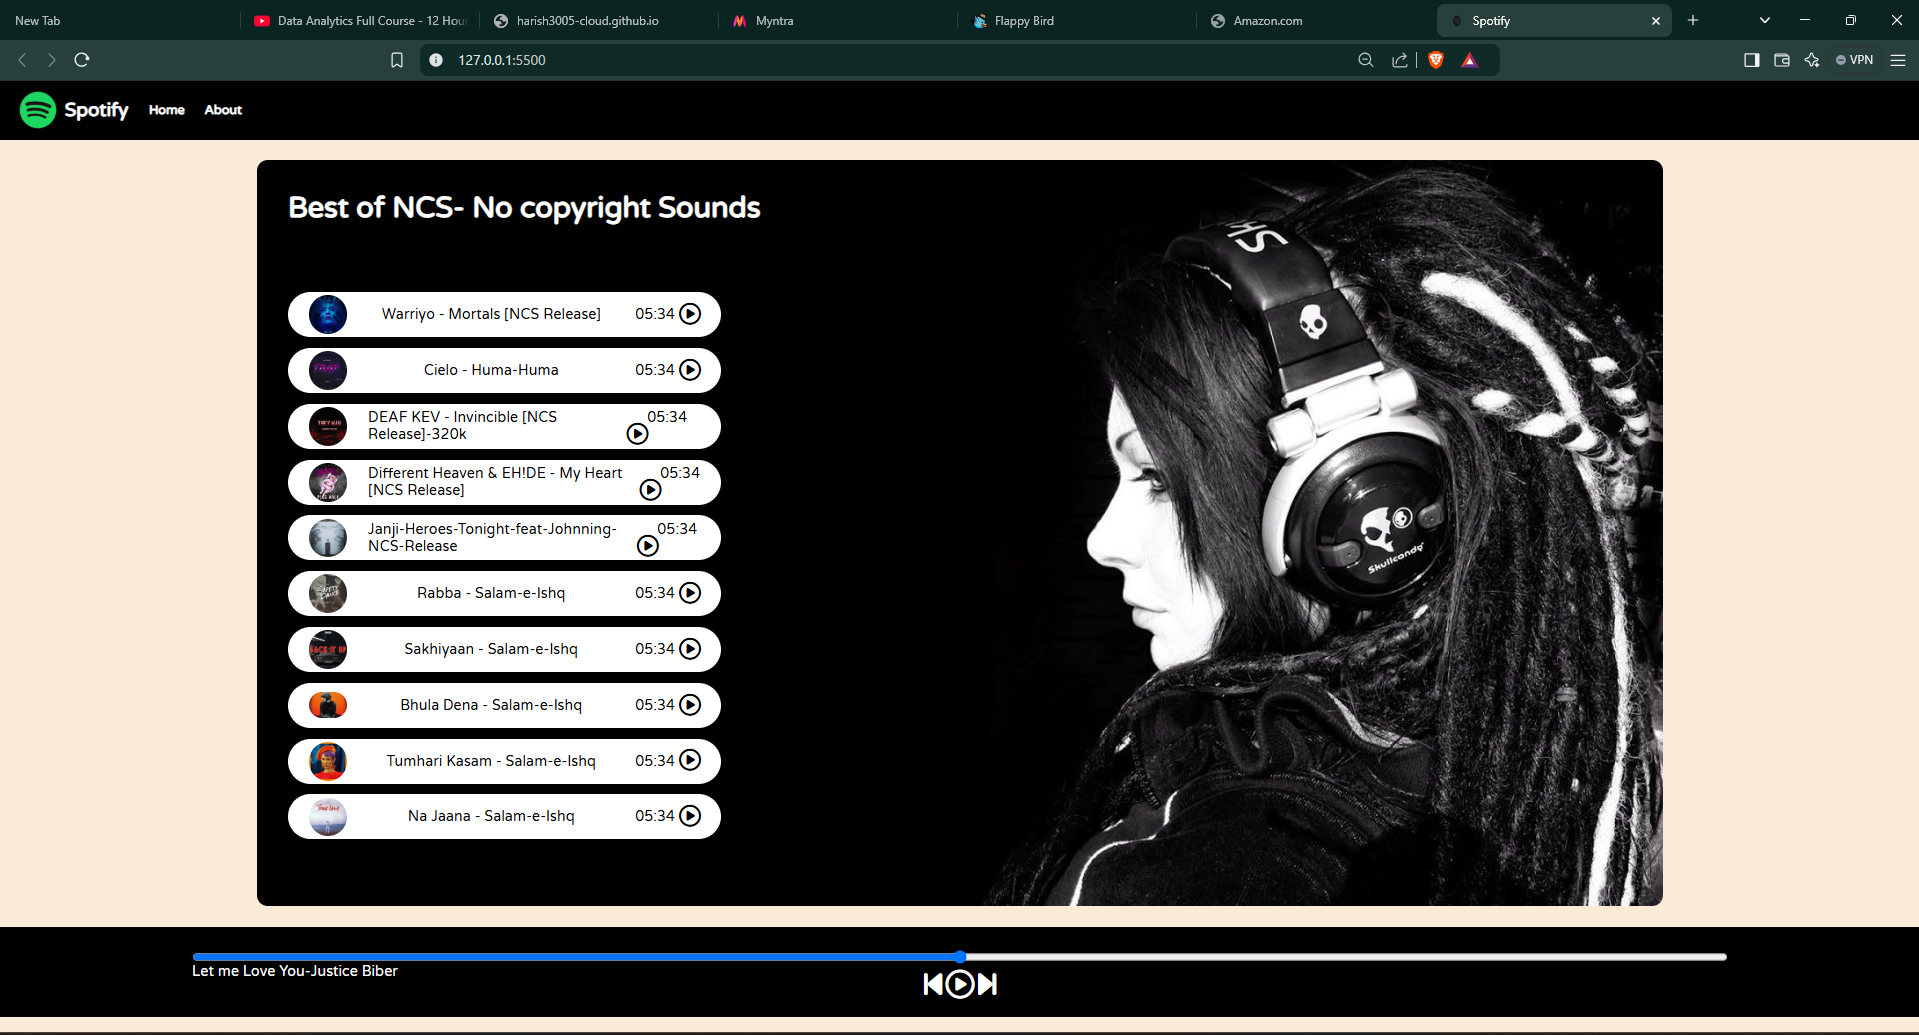 New Tab
Data Analytics Full Course - 12 Hou
harish3005-cloud.github.io
Myntra
Flappy Bird
Amazon.com
Spotify
127.0.0.1:5500
VPN
Spotify Home About
Best of NCS- No copyright Sounds
Warriyo - Mortals [NCS Release] 05:34
Cielo - Huma-Huma 05:34
DEAF KEV - Invincible [NCS 05:34
Release]-320k
Different Heaven & EH!DE - My Heart 05:34
[NCS Release]
Janji-Heroes-Tonight-feat-Johnning- 05:34
NCS-Release
Rabba - Salam-e-Ishq 05:34
Sakhiyaan - Salam-e-Ishq 05:34
Bhula Dena - Salam-e-Ishq 05:34
Tumhari Kasam - Salam-e-Ishq 05:34
Na Jaana - Salam-e-Ishq 05:34
Skullcandy
Let me Love You-Justice Biber